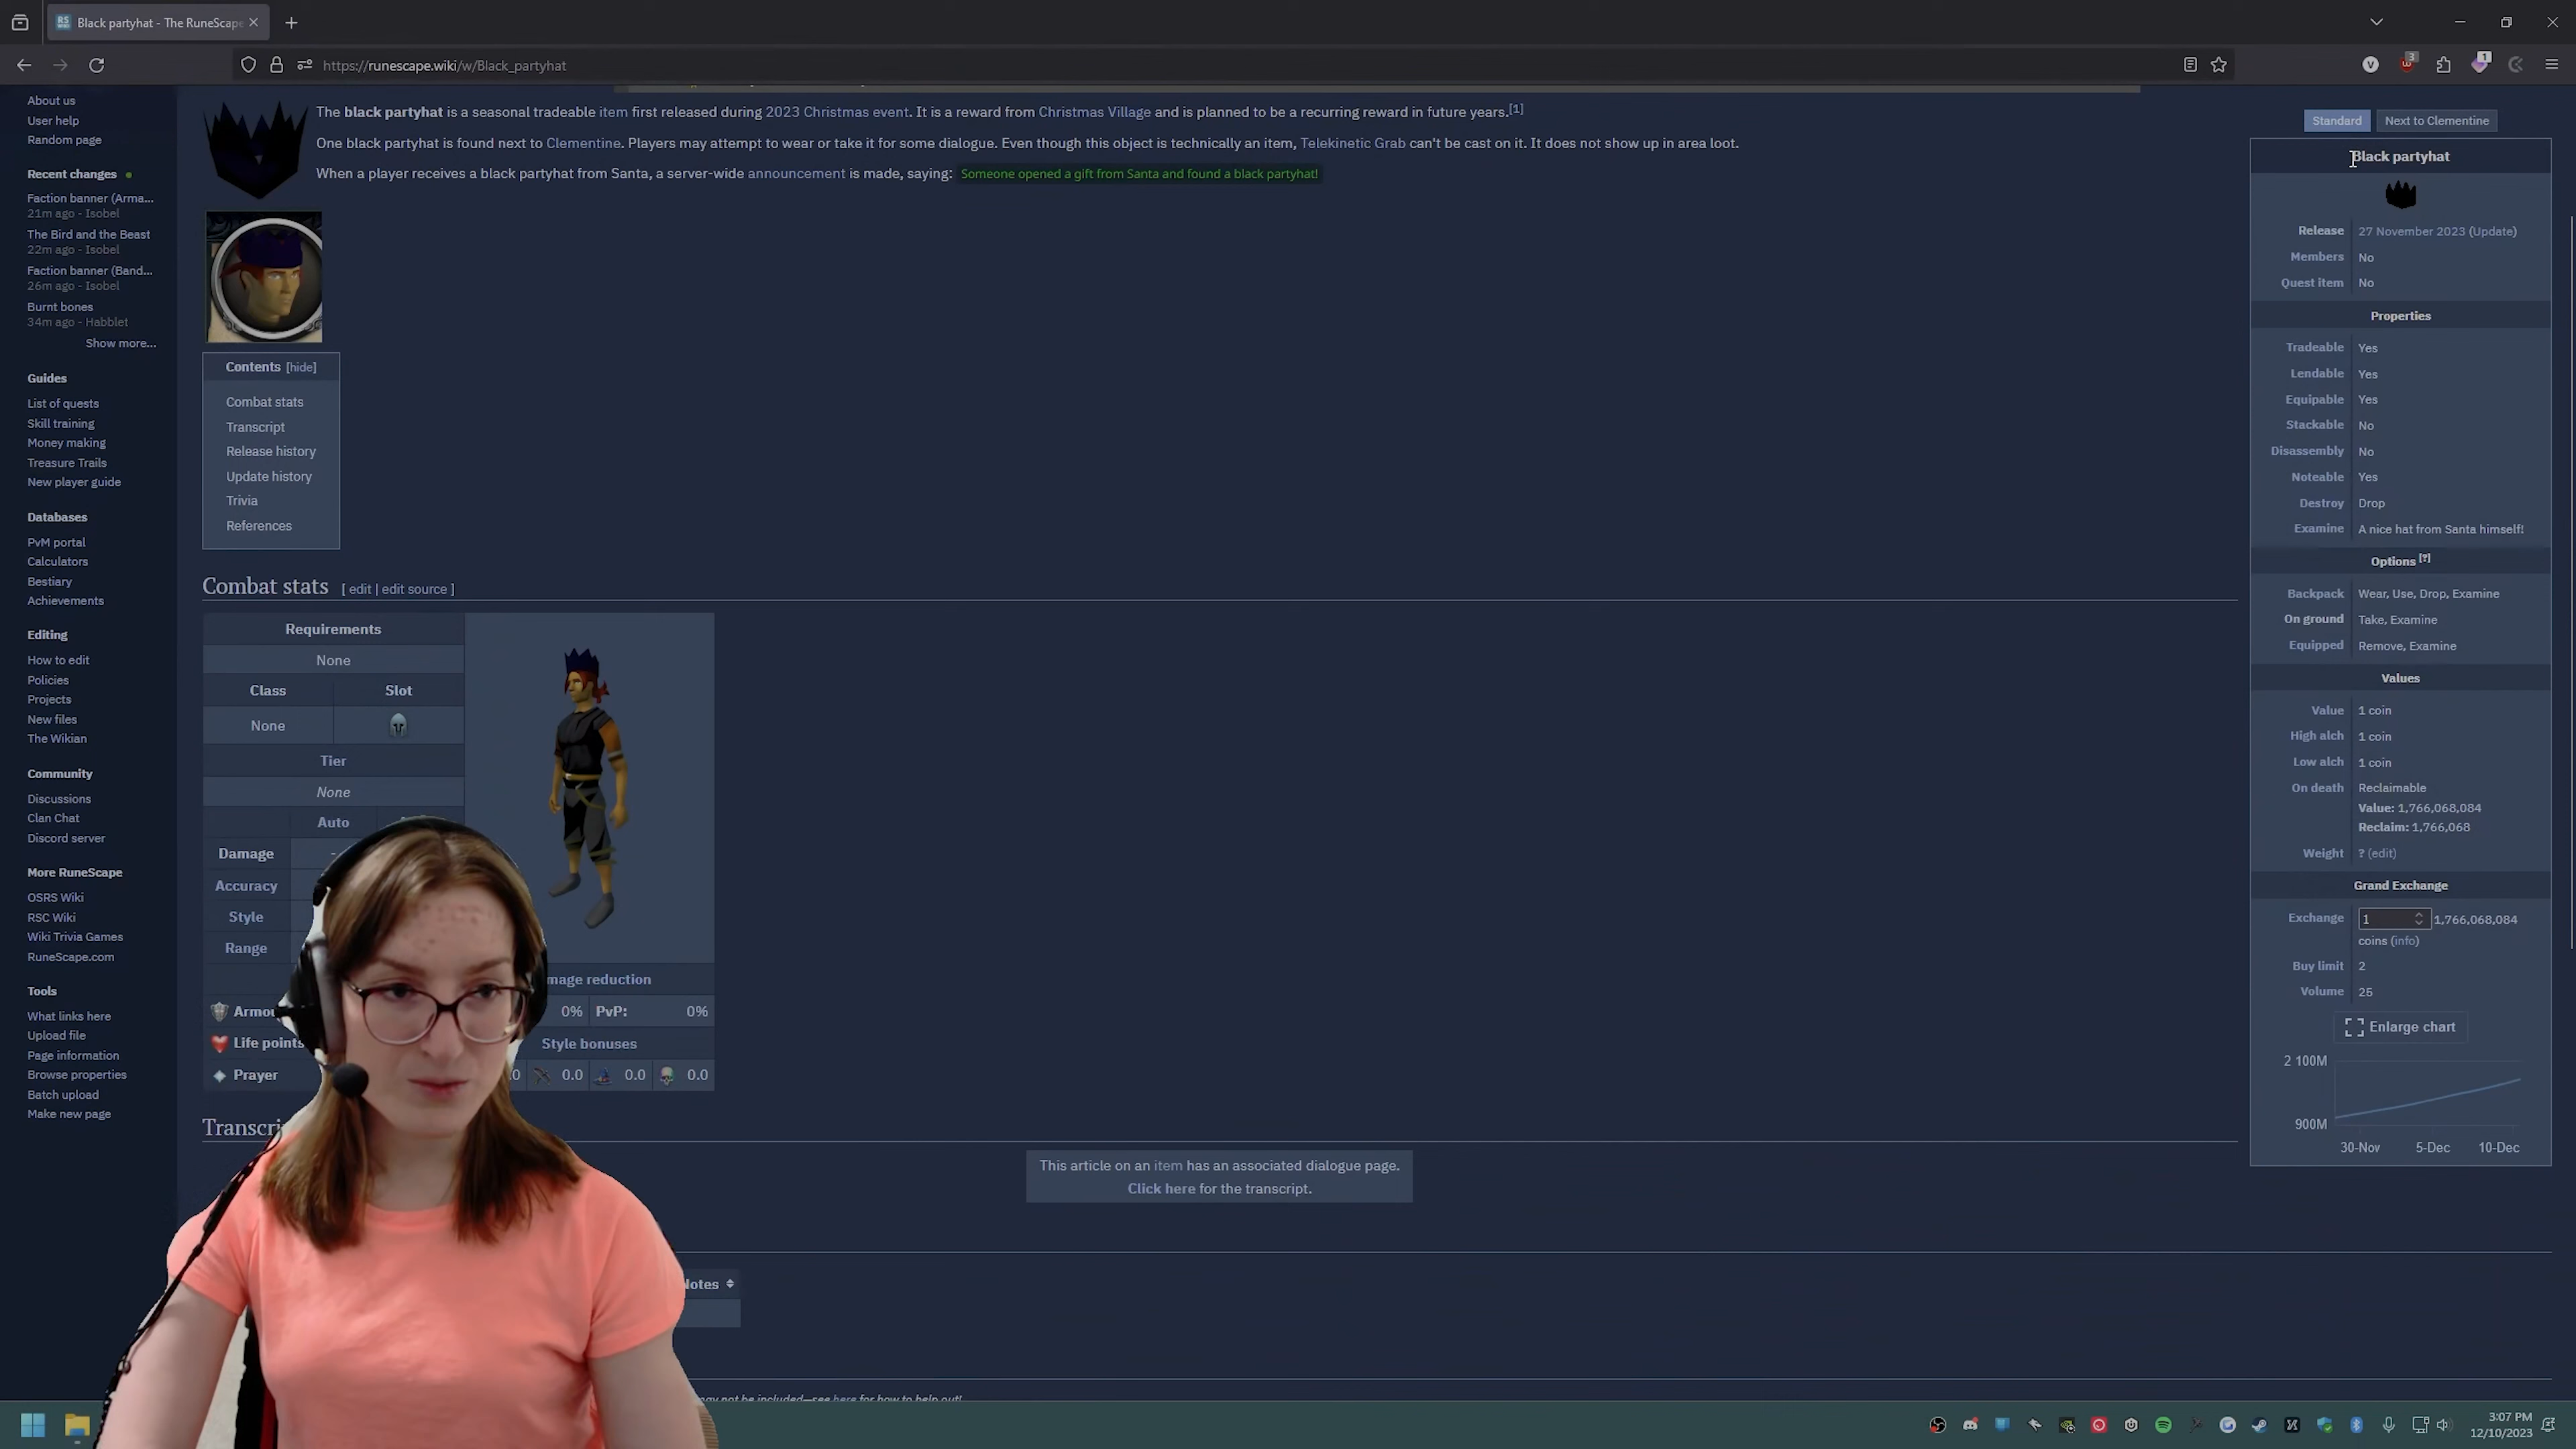 Black partyhat - The RuneScape
https://runescape.wiki/w/Black_partyhat
3
1
About us
User help
Random page
Recent changes
Faction banner (Arma...
21m ago - Isobel
The Bird and the Beast
22m ago - Isobel
Faction banner (Band...
26m ago - Isobel
Burnt bones
34m ago - Habblet
Show more...
Guides
List of quests
Skill training
Money making
Treasure Trails
New player guide
Databases
PvM portal
Calculators
Bestiary
Achievements
Editing
How to edit
Policies
Projects
New files
The Wikian
Community
Discussions
Clan Chat
Discord server
More RuneScape
OSRS Wiki
RSC Wiki
Wiki Trivia Games
RuneScape.com
Tools
What links here
Upload file
Page information
Browse properties
Batch upload
Make new page
The black partyhat is a seasonal tradeable item first released during 2023 Christmas event. It is a reward from Christmas Village and is planned to be a recurring reward in future years.[1]
One black partyhat is found next to Clementine. Players may attempt to wear or take it for some dialogue. Even though this object is technically an item, Telekinetic Grab can't be cast on it. It does not show up in area loot.
When a player receives a black partyhat from Santa, a server-wide announcement is made, saying: Someone opened a gift from Santa and found a black partyhat!
Contents [hide]
Combat stats
Transcript
Release history
Update history
Trivia
References
Combat stats [ edit | edit source ]
Requirements
None
Class Slot
None
Tier
None
Auto
Damage -
Accuracy
Style
Range
mage reduction
Armou 0% PvP: 0%
Life points Style bonuses
Prayer .0 0.0 0.0 0.0
Transcri
This article on an item has an associated dialogue page.
Click here for the transcript.
Notes
may not be included—see here for how to help out!
Standard Next to Clementine
Black partyhat
Release 27 November 2023 (Update)
Members No
Quest item No
Properties
Tradeable Yes
Lendable Yes
Equipable Yes
Stackable No
Disassembly No
Noteable Yes
Destroy Drop
Examine A nice hat from Santa himself!
Options [?]
Backpack Wear, Use, Drop, Examine
On ground Take, Examine
Equipped Remove, Examine
Values
Value 1 coin
High alch 1 coin
Low alch 1 coin
On death Reclaimable
Value: 1,766,068,084
Reclaim: 1,766,068
Weight ? (edit)
Grand Exchange
Exchange 1 1,766,068,084
coins (info)
Buy limit 2
Volume 25
Enlarge chart
2 100M
900M
30-Nov 5-Dec 10-Dec
3:07 PM
12/10/2023